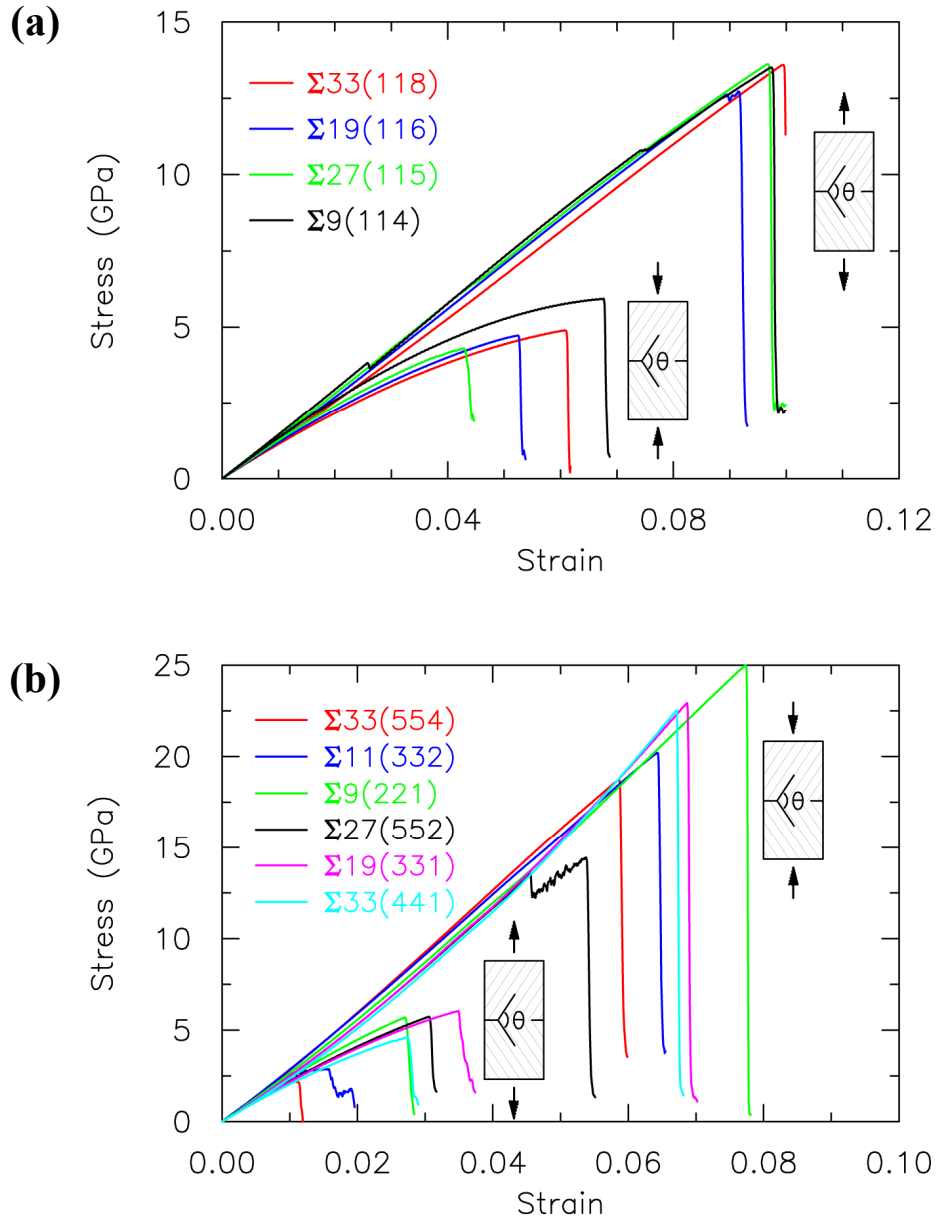 (a)
15
10
5
0
Stress (GPa)
Σ33(118)
Σ19(116)
Σ27(115)
Σ9(114)
θ
θ
0.00 0.04 0.08 0.12
Strain
(b)
25
20
15
10
5
0
Stress (GPa)
Σ33(554)
Σ11(332)
Σ9(221)
Σ27(552)
Σ19(331)
Σ33(441)
θ
θ
0.00 0.02 0.04 0.06 0.08 0.10
Strain